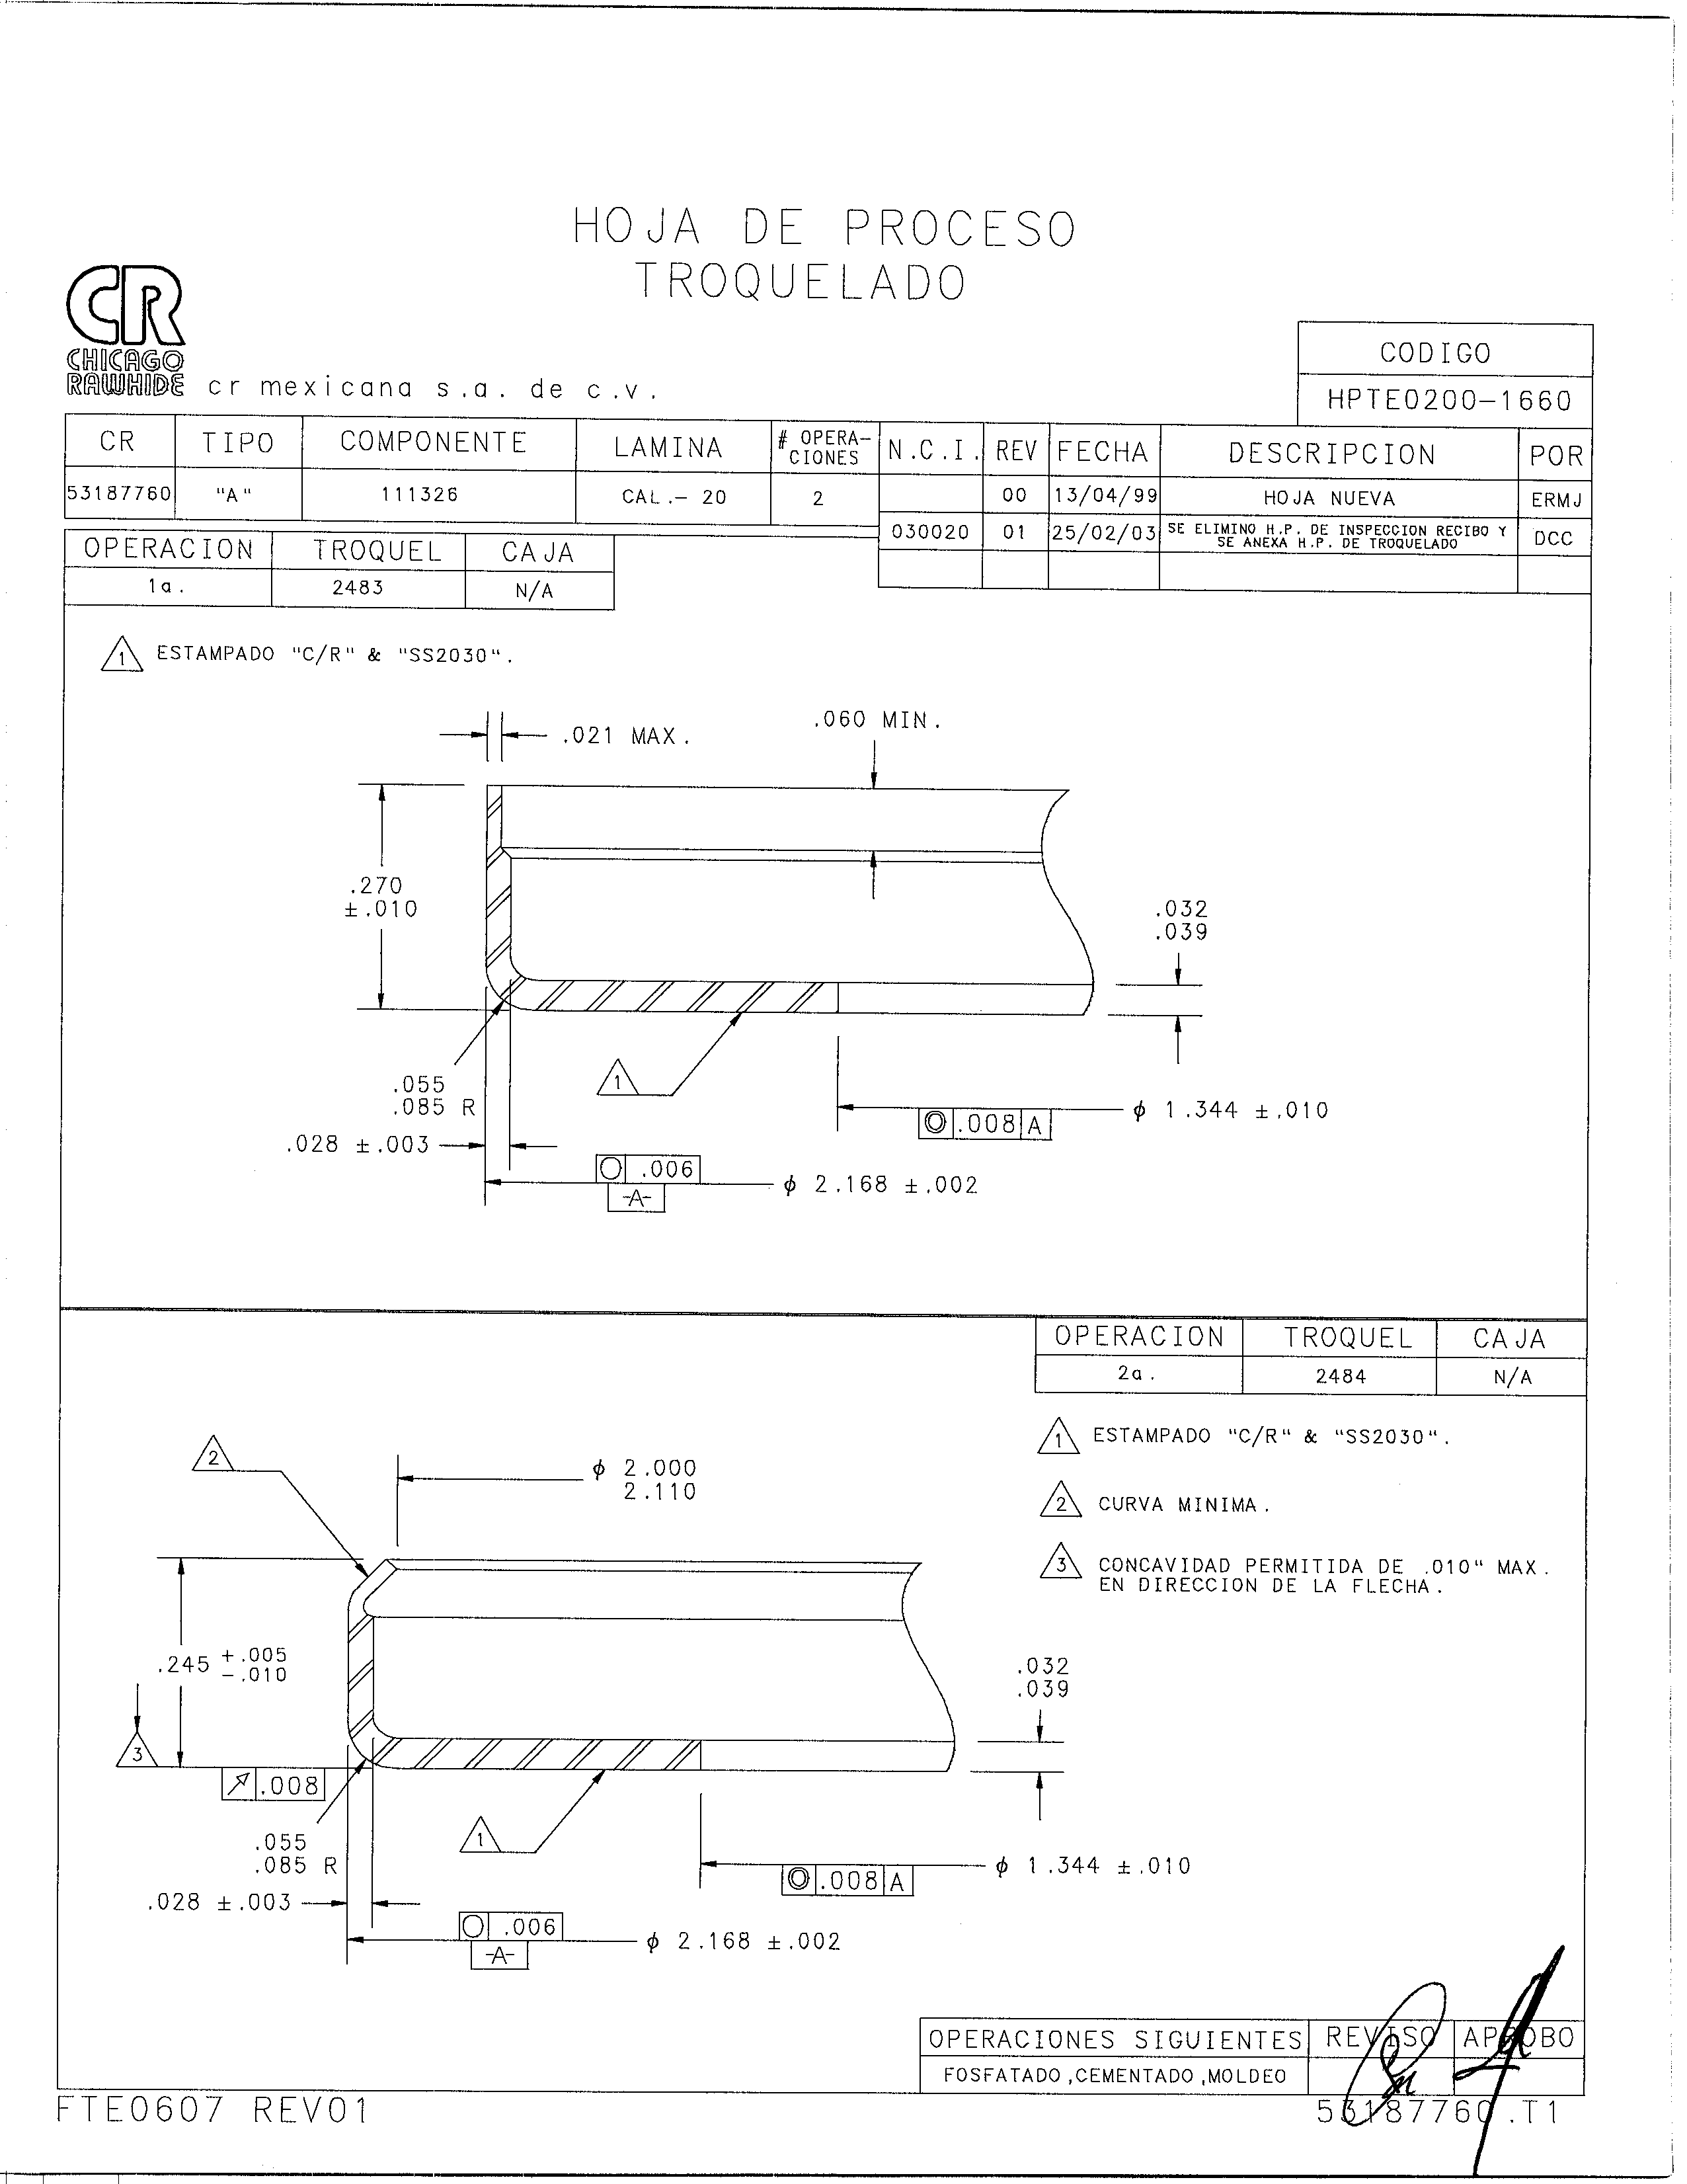 HOJA DE PROCESO
TROQUELADO
CR
CHICAGO
RAWHIDE
cr mexicana s.a. de c.v.
CODIGO
HPTE0200-1660
CR TIPO COMPONENTE LAMINA # OPERA-CIONES
53187760 "A" 111326 CAL.- 20 2
N.C.I. REV FECHA DESCRIPCION POR
00 13/04/99 HOJA NUEVA ERMJ
030020 01 25/02/03 SE ELIMINO H.P. DE INSPECCION RECIBO Y
SE ANEXA H.P. DE TROQUELADO DCC
OPERACION TROQUEL CAJA
1a. 2483 N/A
1 ESTAMPADO "C/R" & "SS2030".
.021 MAX.
.060 MIN.
.270
±.010
.032
.039
.055
.085 R
1
.028 ±.003
◎ .008 A
ϕ 1.344 ±.010
○ .006
-A-
ϕ 2.168 ±.002
OPERACION TROQUEL CAJA
2a. 2484 N/A
1 ESTAMPADO "C/R" & "SS2030".
2 CURVA MINIMA.
3 CONCAVIDAD PERMITIDA DE .010" MAX.
EN DIRECCION DE LA FLECHA.
2
ϕ 2.000
2.110
.245 +.005
-.010
.032
.039
3
↗ .008
.055
.085 R
1
.028 ±.003
◎ .008 A
ϕ 1.344 ±.010
○ .006
-A-
ϕ 2.168 ±.002
OPERACIONES SIGUIENTES REVISO APROBO
FOSFATADO,CEMENTADO,MOLDEO
FTE0607 REV01
53187760.T1